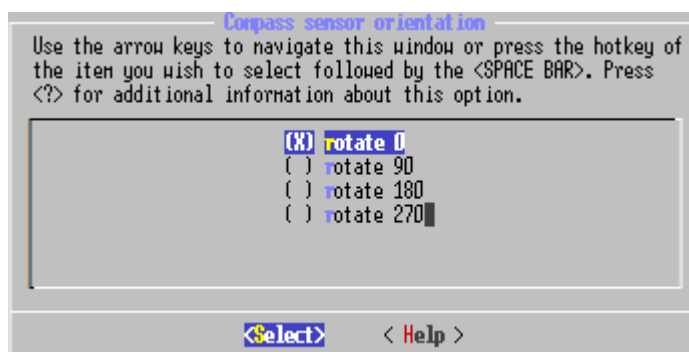 Compass sensor orientation
Use the arrow keys to navigate this window or press the hotkey of
the item you wish to select followed by the <SPACE BAR>. Press
<?> for additional information about this option.
(X) rotate 0
( ) rotate 90
( ) rotate 180
( ) rotate 270
<Select> < Help >